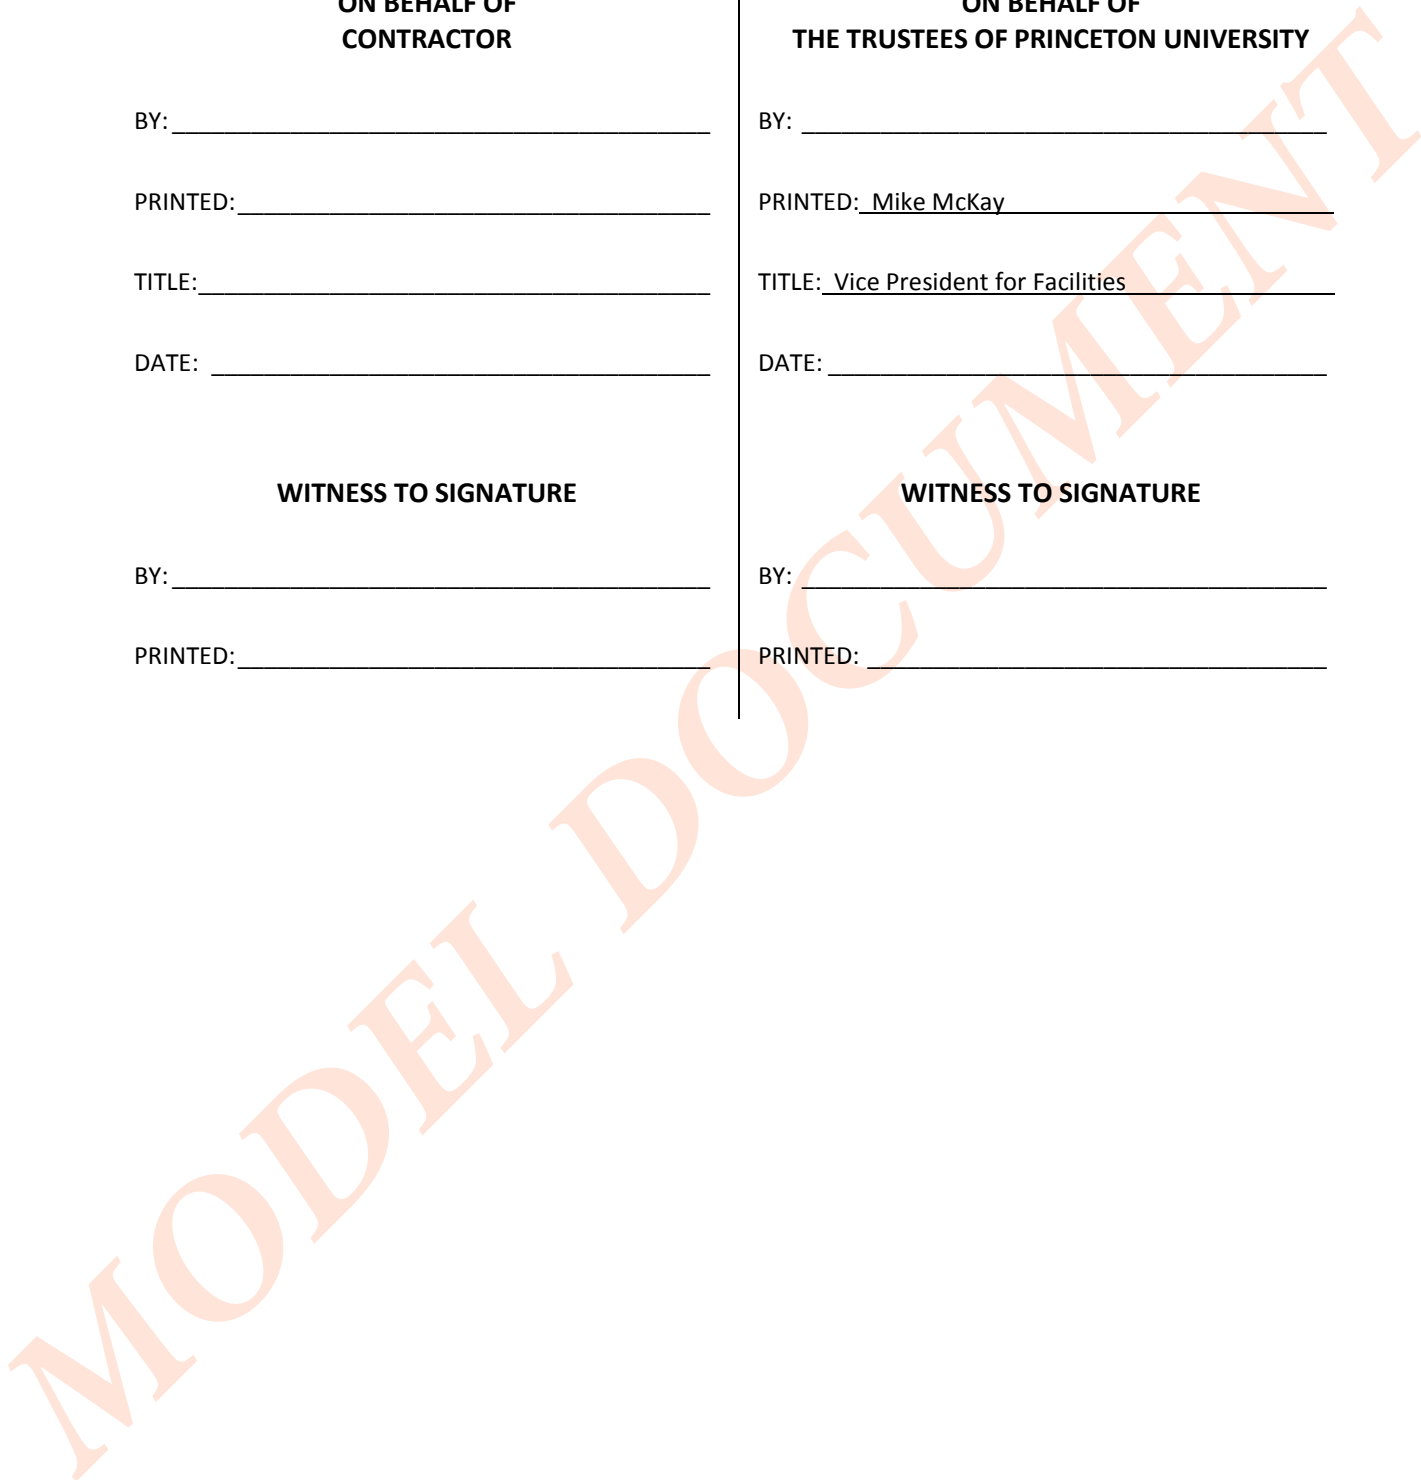 ON BEHALF OF
CONTRACTOR
BY:
PRINTED:
TITLE:
DATE:
WITNESS TO SIGNATURE
BY:
PRINTED:
ON BEHALF OF
THE TRUSTEES OF PRINCETON UNIVERSITY
BY:
PRINTED: Mike McKay
TITLE: Vice President for Facilities
DATE:
WITNESS TO SIGNATURE
BY:
PRINTED:
MODEL DOCUMENT